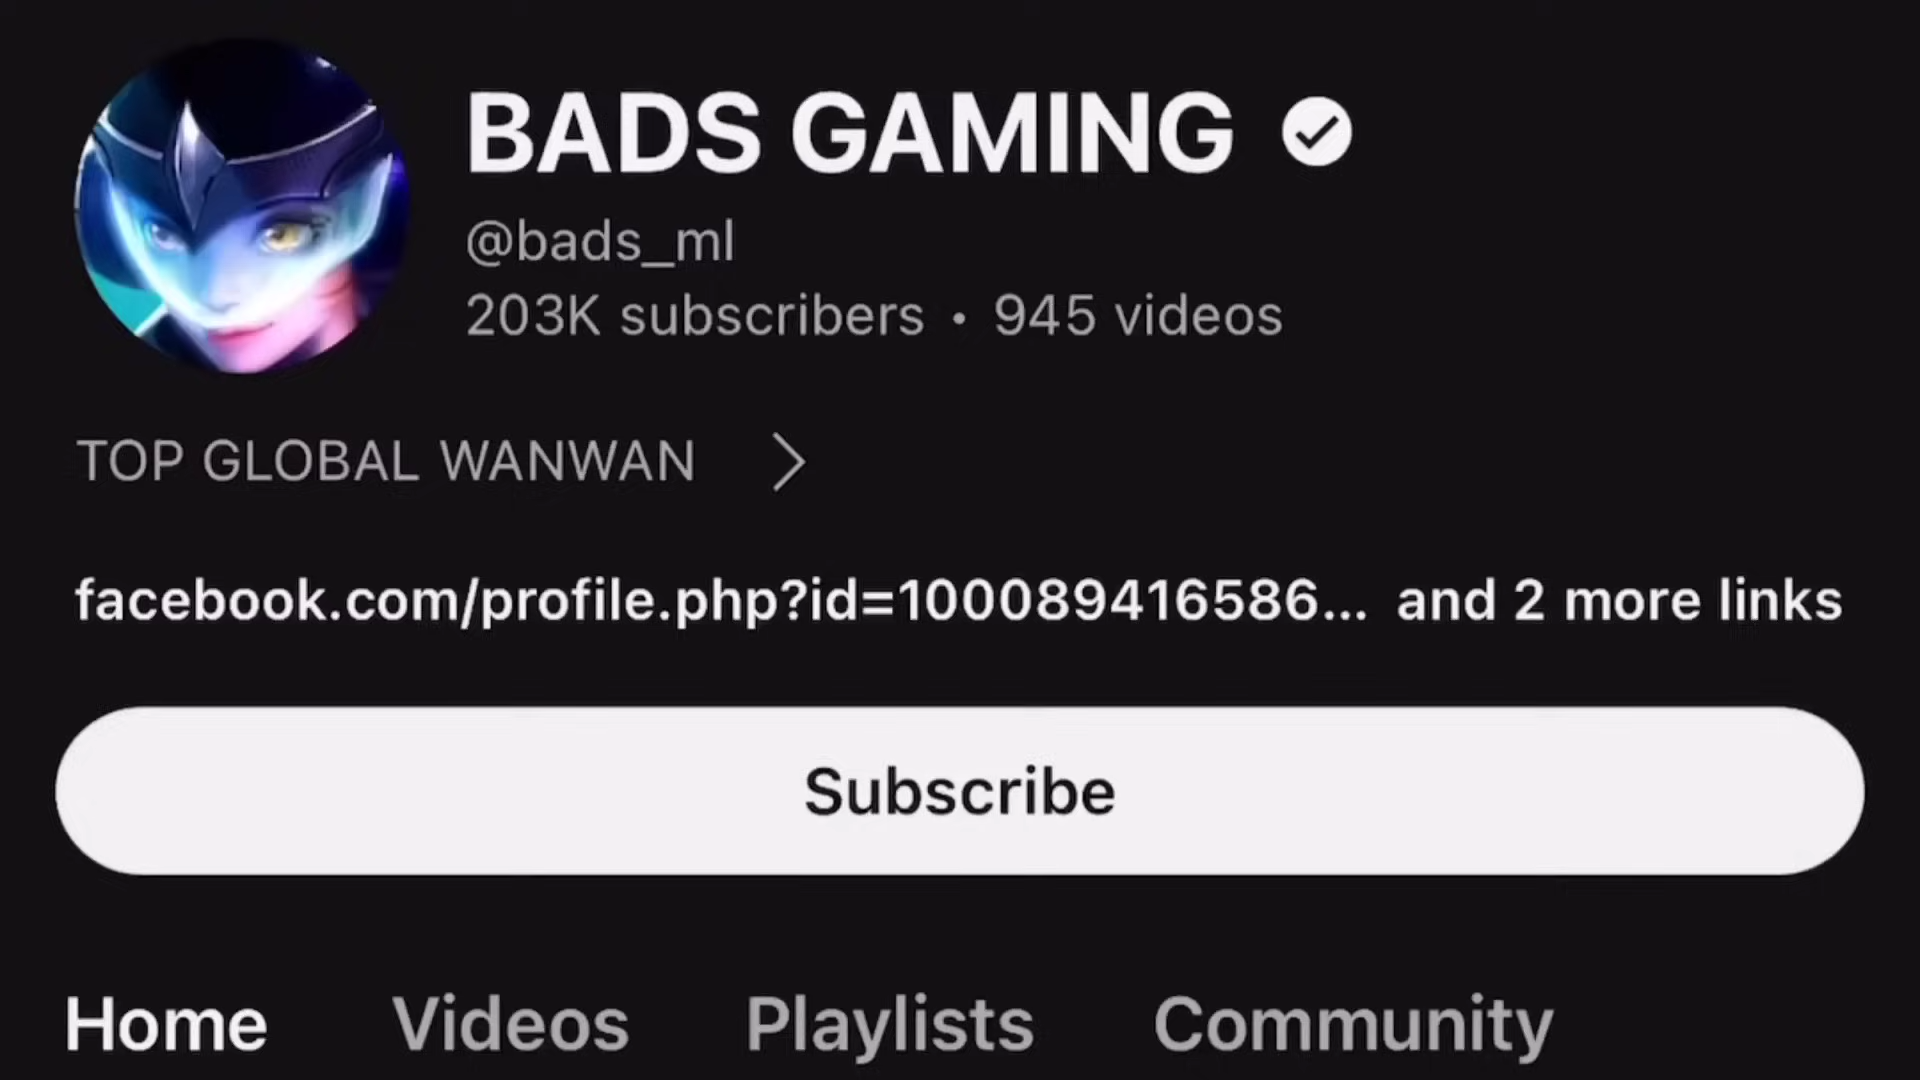 BADS GAMING
@bads_ml
203K subscribers • 945 videos
TOP GLOBAL WANWAN
facebook.com/profile.php?id=100089416586... and 2 more links
Subscribe
Home Videos Playlists Community